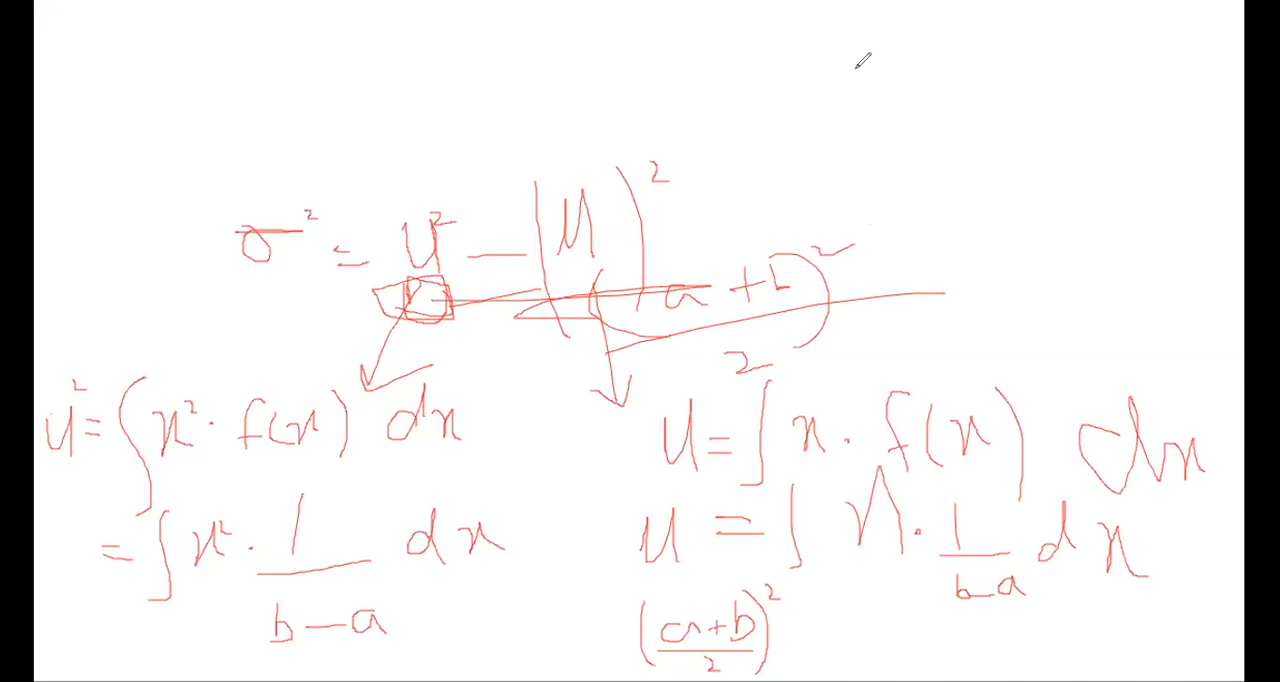 σ² = μ² — (μ)²
(a+b)²
2
μ² = ∫ x² · f(x) dx
μ = ∫ x · f(x) dx
= ∫ x² · 1/(b-a) dx
μ = ∫ x · 1/(b-a) dx
((a+b)/2)²